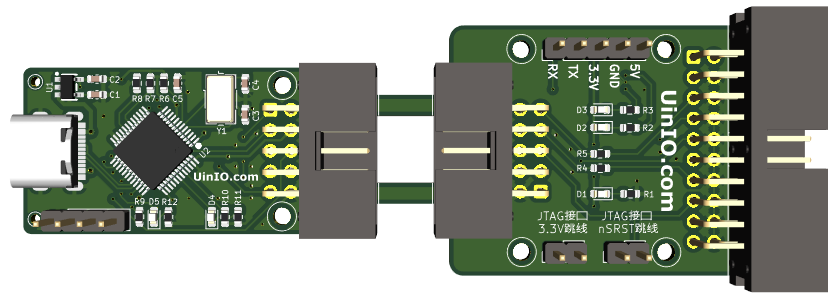 U1
C2
C1
R8
R7
R6
C5
Y1
C4
C3
U2
UinIO.com
R9
D5
R12
D4
R10
R11
RX
TX
3.3V
GND
5V
D3
R3
D2
R2
R5
R4
D1
R1
UinIO.com
JTAG接口
3.3V跳线
JTAG接口
nSRST跳线